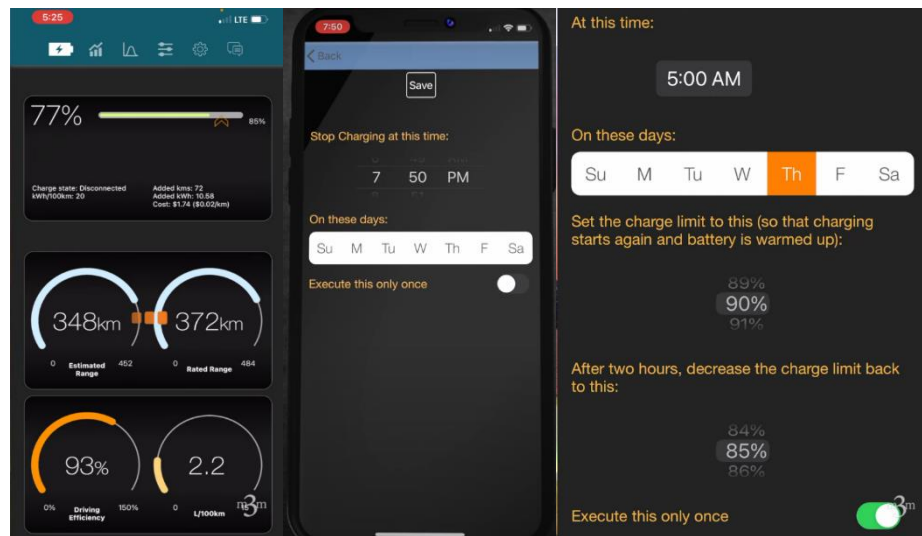 5:25
LTE
77%
85%
Charge state: Disconnected
kWh/100km: 20
Added kms: 72
Added kWh: 10.58
Cost: $1.74 ($0.02/km)
348km
0
Estimated Range
452
372km
0
Rated Range
484
93%
0%
Driving Efficiency
150%
2.2
0
L/100km
m3m
7:50
Back
Save
Stop Charging at this time:
7 50 PM
On these days:
Su M Tu W Th F Sa
Execute this only once
At this time:
5:00 AM
On these days:
Su M Tu W Th F Sa
Set the charge limit to this (so that charging
starts again and battery is warmed up):
89%
90%
91%
After two hours, decrease the charge limit back
to this:
84%
85%
86%
Execute this only once
m3m